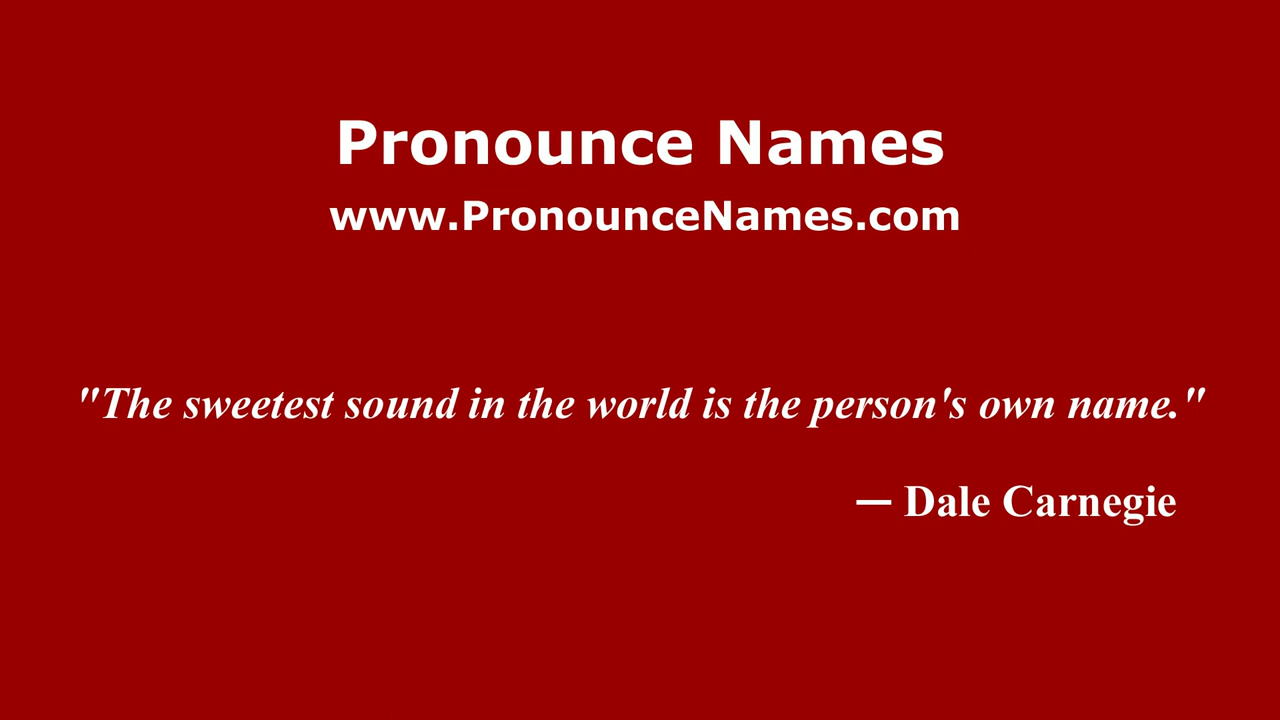 Pronounce Names
www.PronounceNames.com
"The sweetest sound in the world is the person's own name."
— Dale Carnegie